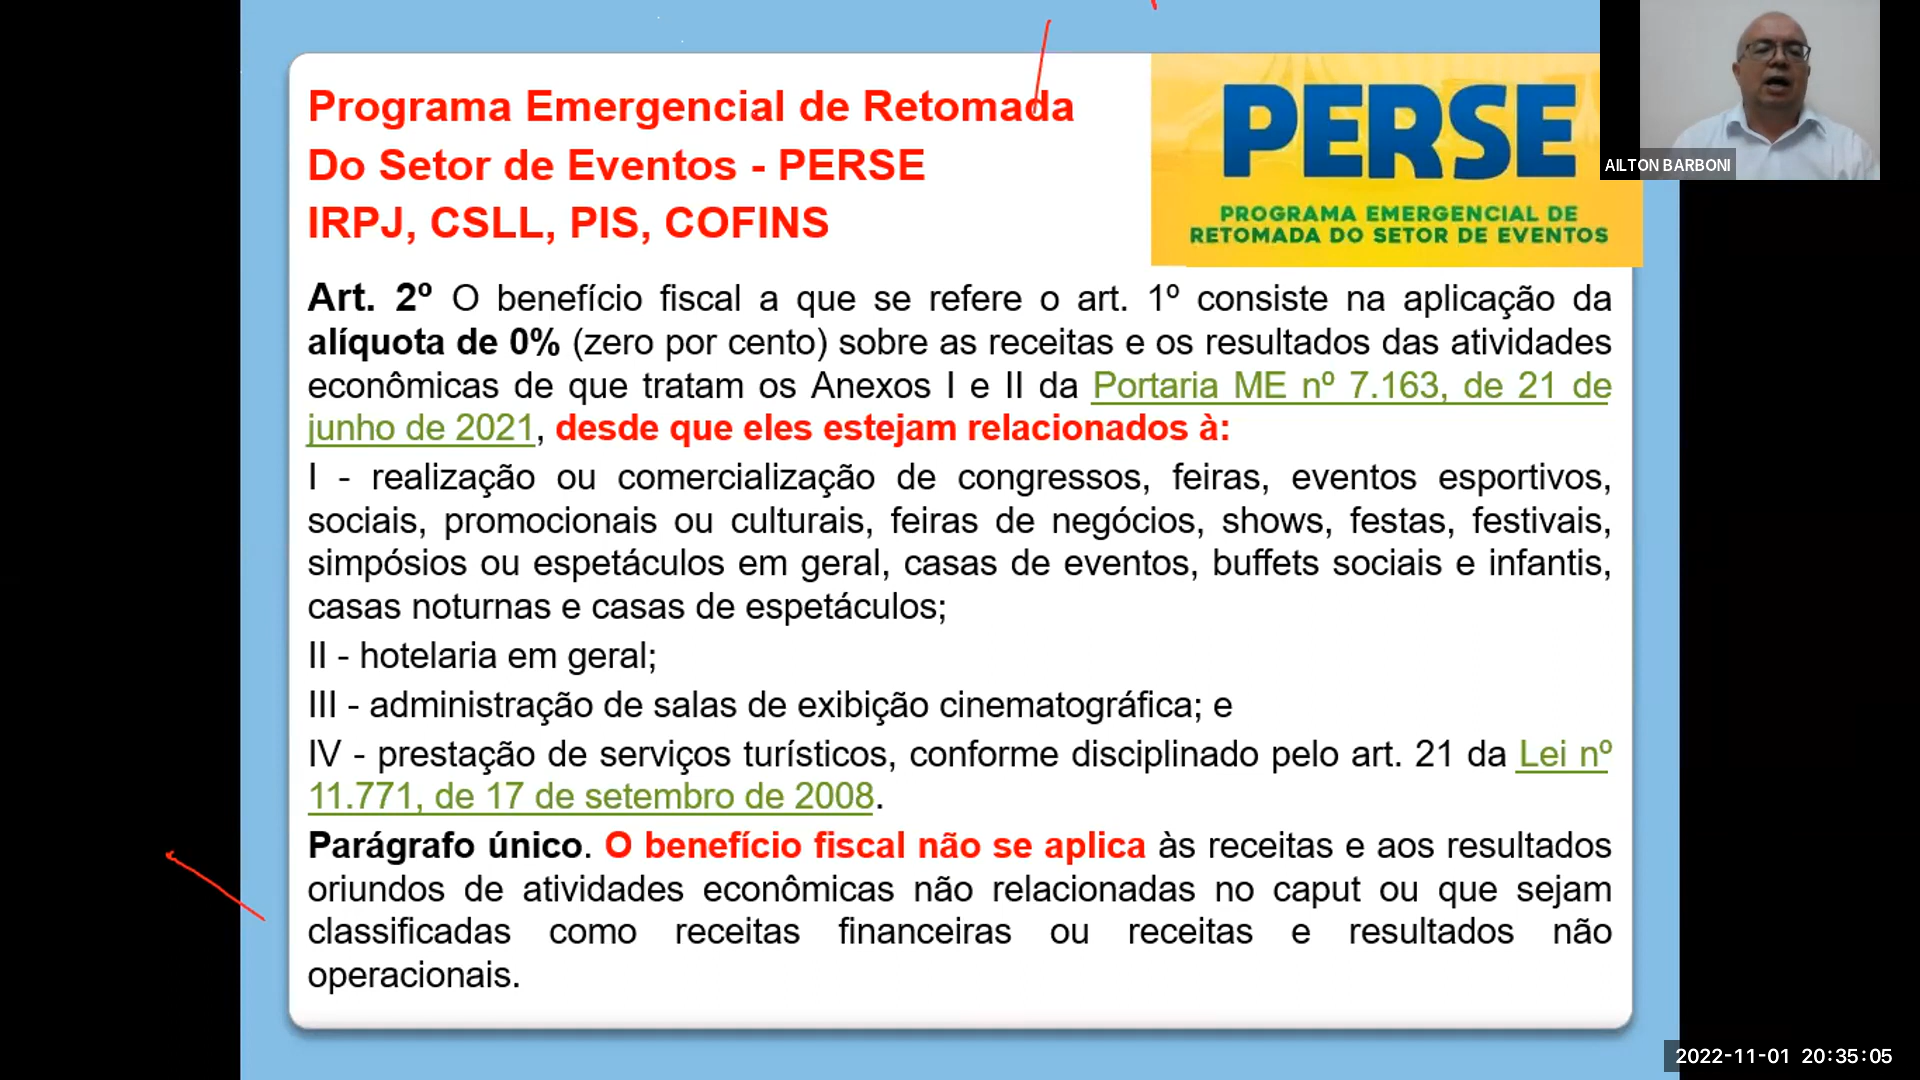 Programa Emergencial de Retomada
Do Setor de Eventos - PERSE
IRPJ, CSLL, PIS, COFINS
PERSE
PROGRAMA EMERGENCIAL DE
RETOMADA DO SETOR DE EVENTOS
AILTON BARBONI
Art. 2º O benefício fiscal a que se refere o art. 1º consiste na aplicação da
alíquota de 0% (zero por cento) sobre as receitas e os resultados das atividades
econômicas de que tratam os Anexos I e II da Portaria ME nº 7.163, de 21 de
junho de 2021, desde que eles estejam relacionados à:
I - realização ou comercialização de congressos, feiras, eventos esportivos,
sociais, promocionais ou culturais, feiras de negócios, shows, festas, festivais,
simpósios ou espetáculos em geral, casas de eventos, buffets sociais e infantis,
casas noturnas e casas de espetáculos;
II - hotelaria em geral;
III - administração de salas de exibição cinematográfica; e
IV - prestação de serviços turísticos, conforme disciplinado pelo art. 21 da Lei nº
11.771, de 17 de setembro de 2008.
Parágrafo único. O benefício fiscal não se aplica às receitas e aos resultados
oriundos de atividades econômicas não relacionadas no caput ou que sejam
classificadas como receitas financeiras ou receitas e resultados não
operacionais.
2022-11-01 20:35:05